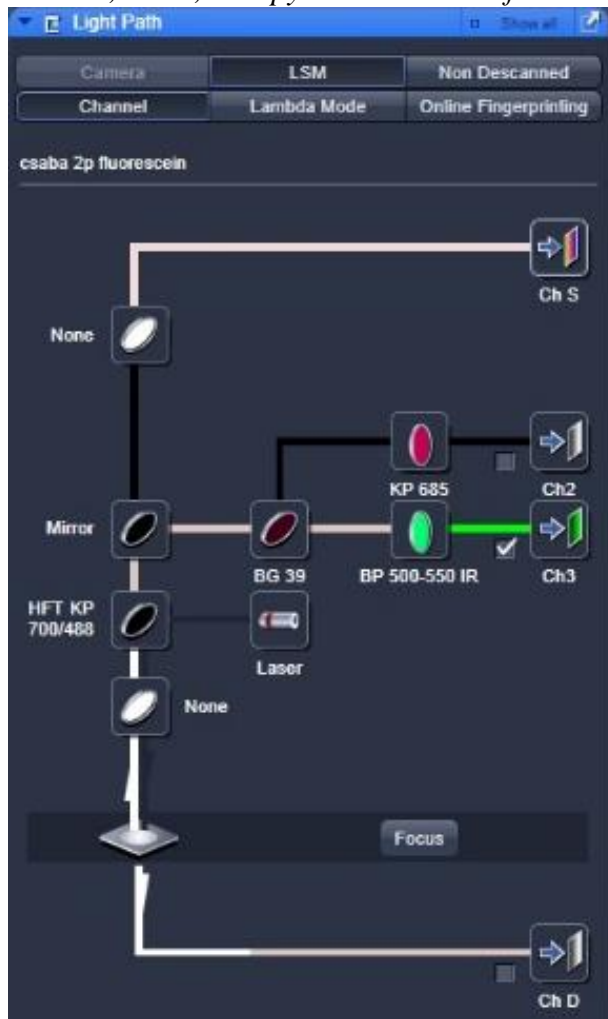 Light Path
Show all
Camera
LSM
Non Descanned
Channel
Lambda Mode
Online Fingerprinting
csaba 2p fluorescein
Ch S
None
KP 685
Ch2
Mirror
BG 39
BP 500-550 IR
Ch3
HFT KP
700/488
Laser
None
Focus
Ch D